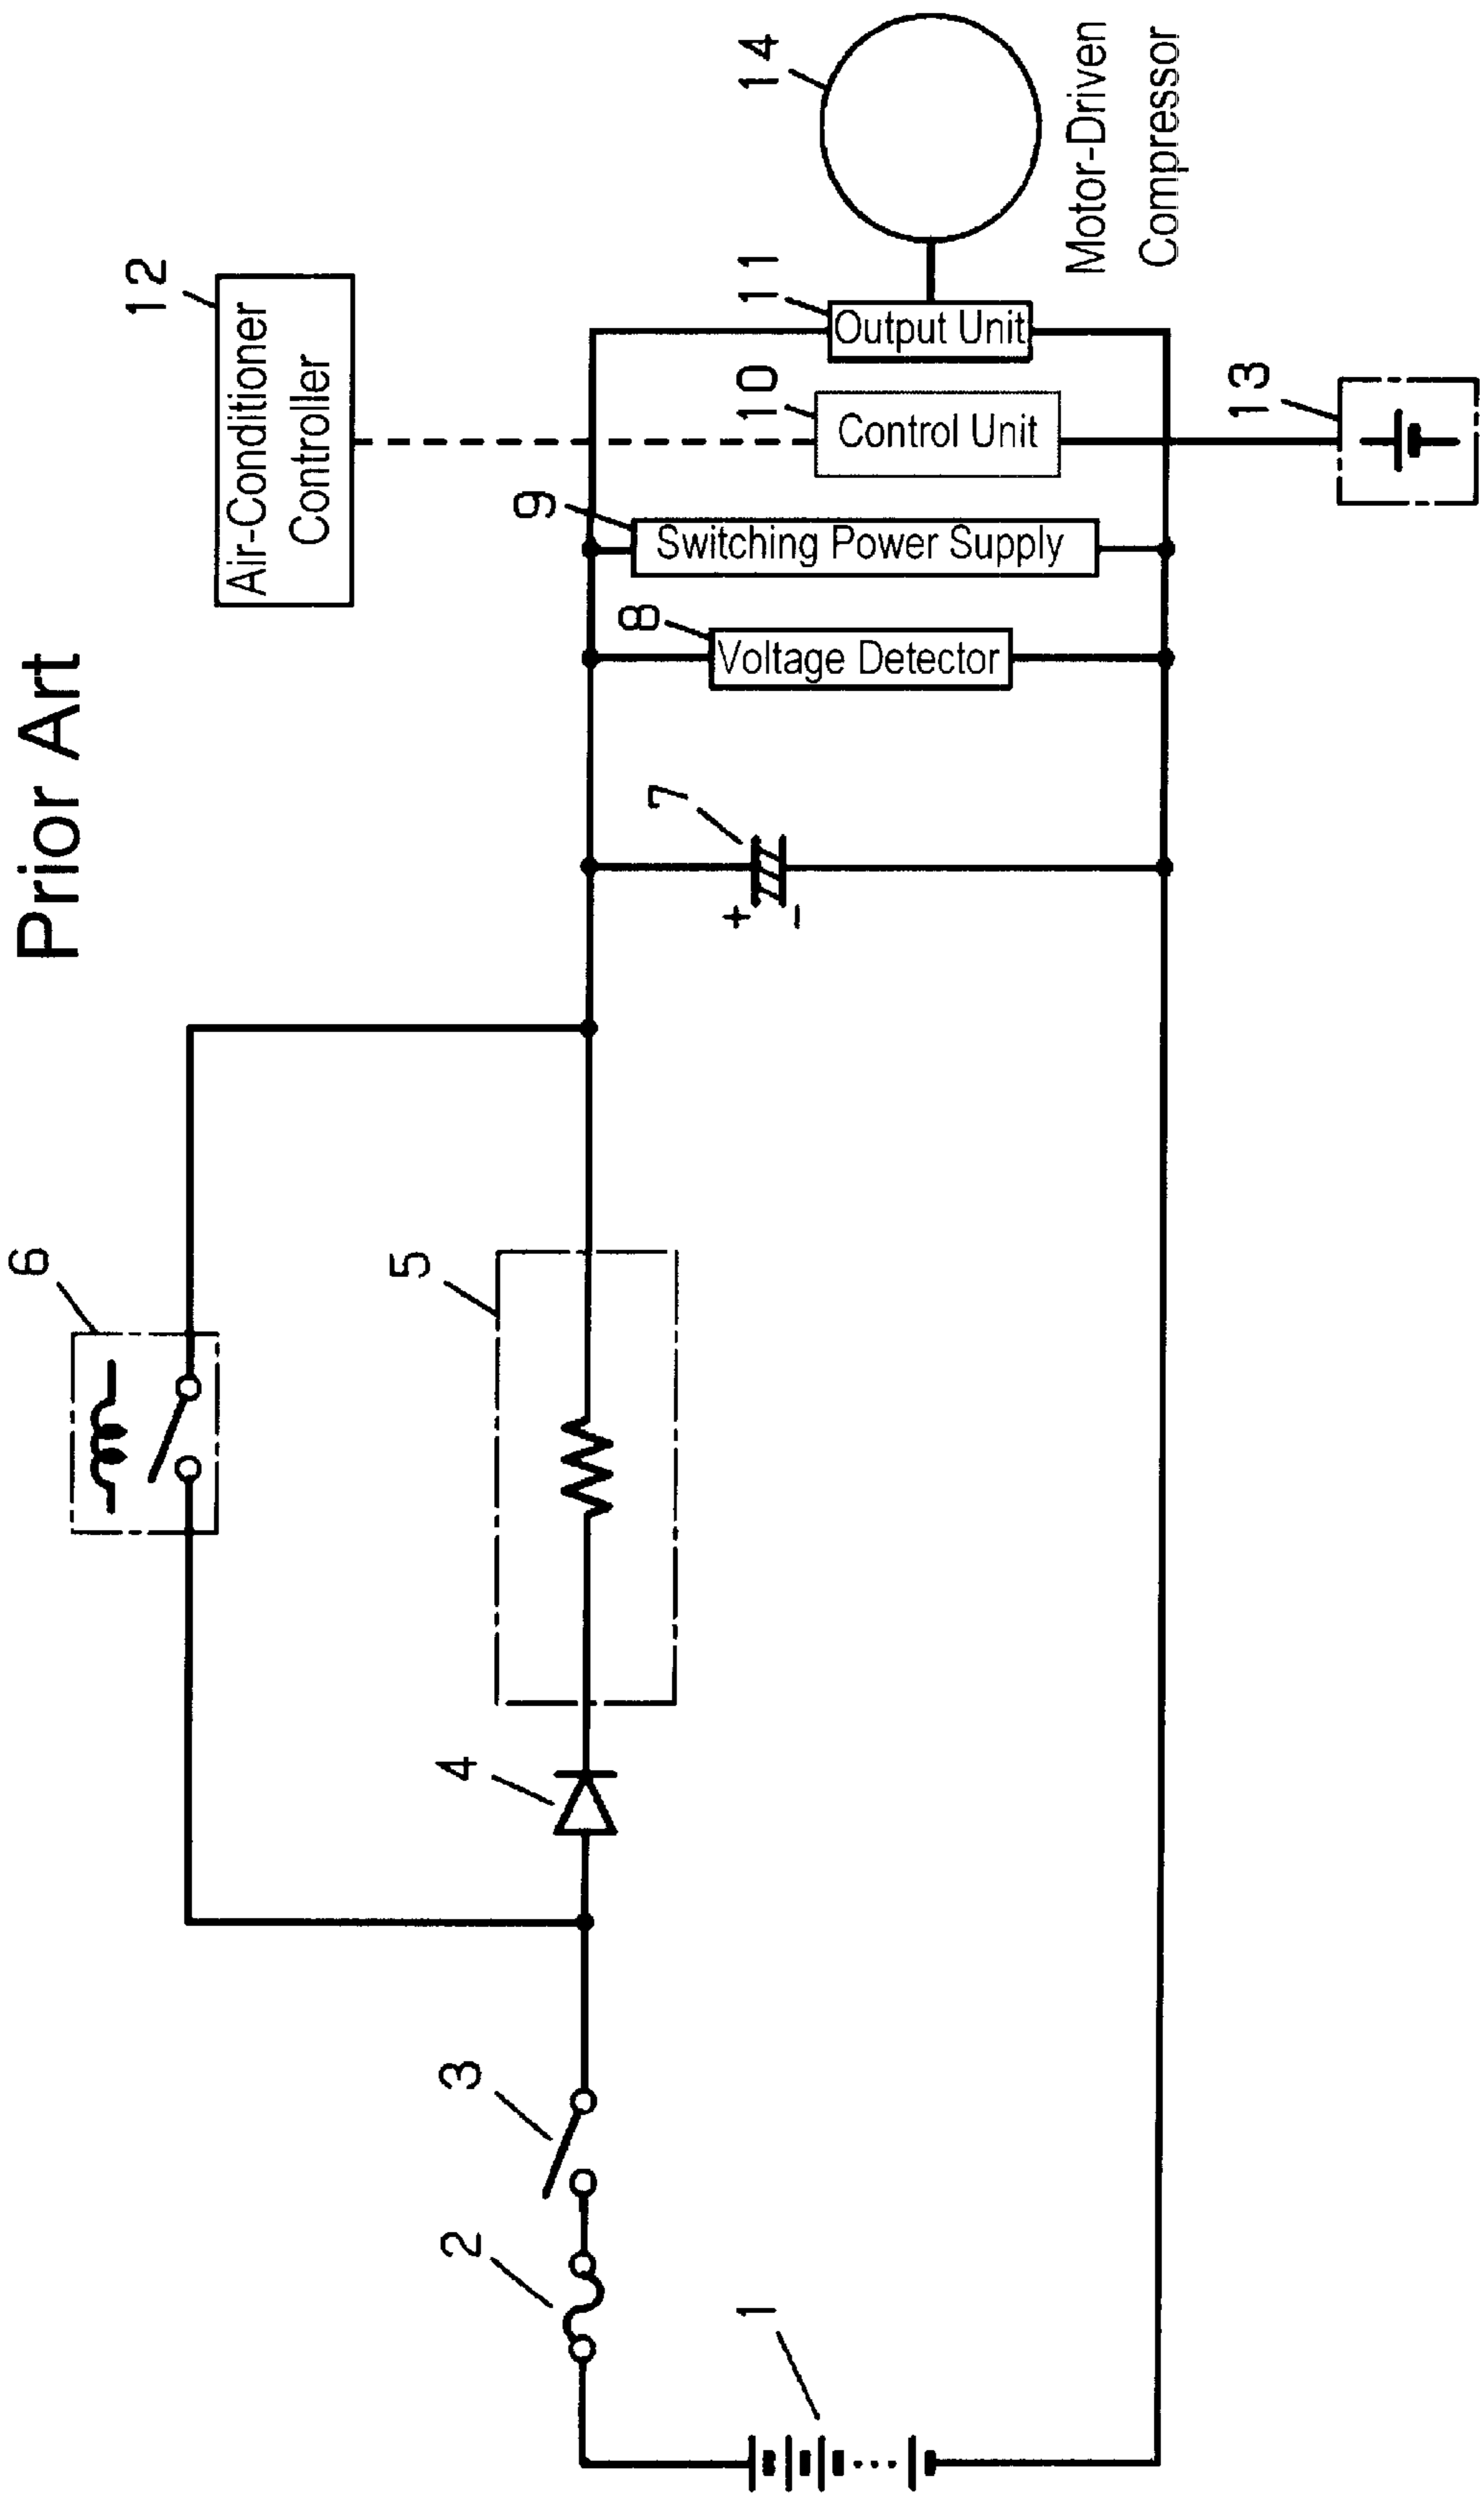 Prior Art
6
12
Air-Conditioner
Controller
5
4
3
2
1
7
+
-
8
Voltage Detector
9
Switching Power Supply
10
Control Unit
11
Output Unit
14
Motor-Driven
Compressor
13